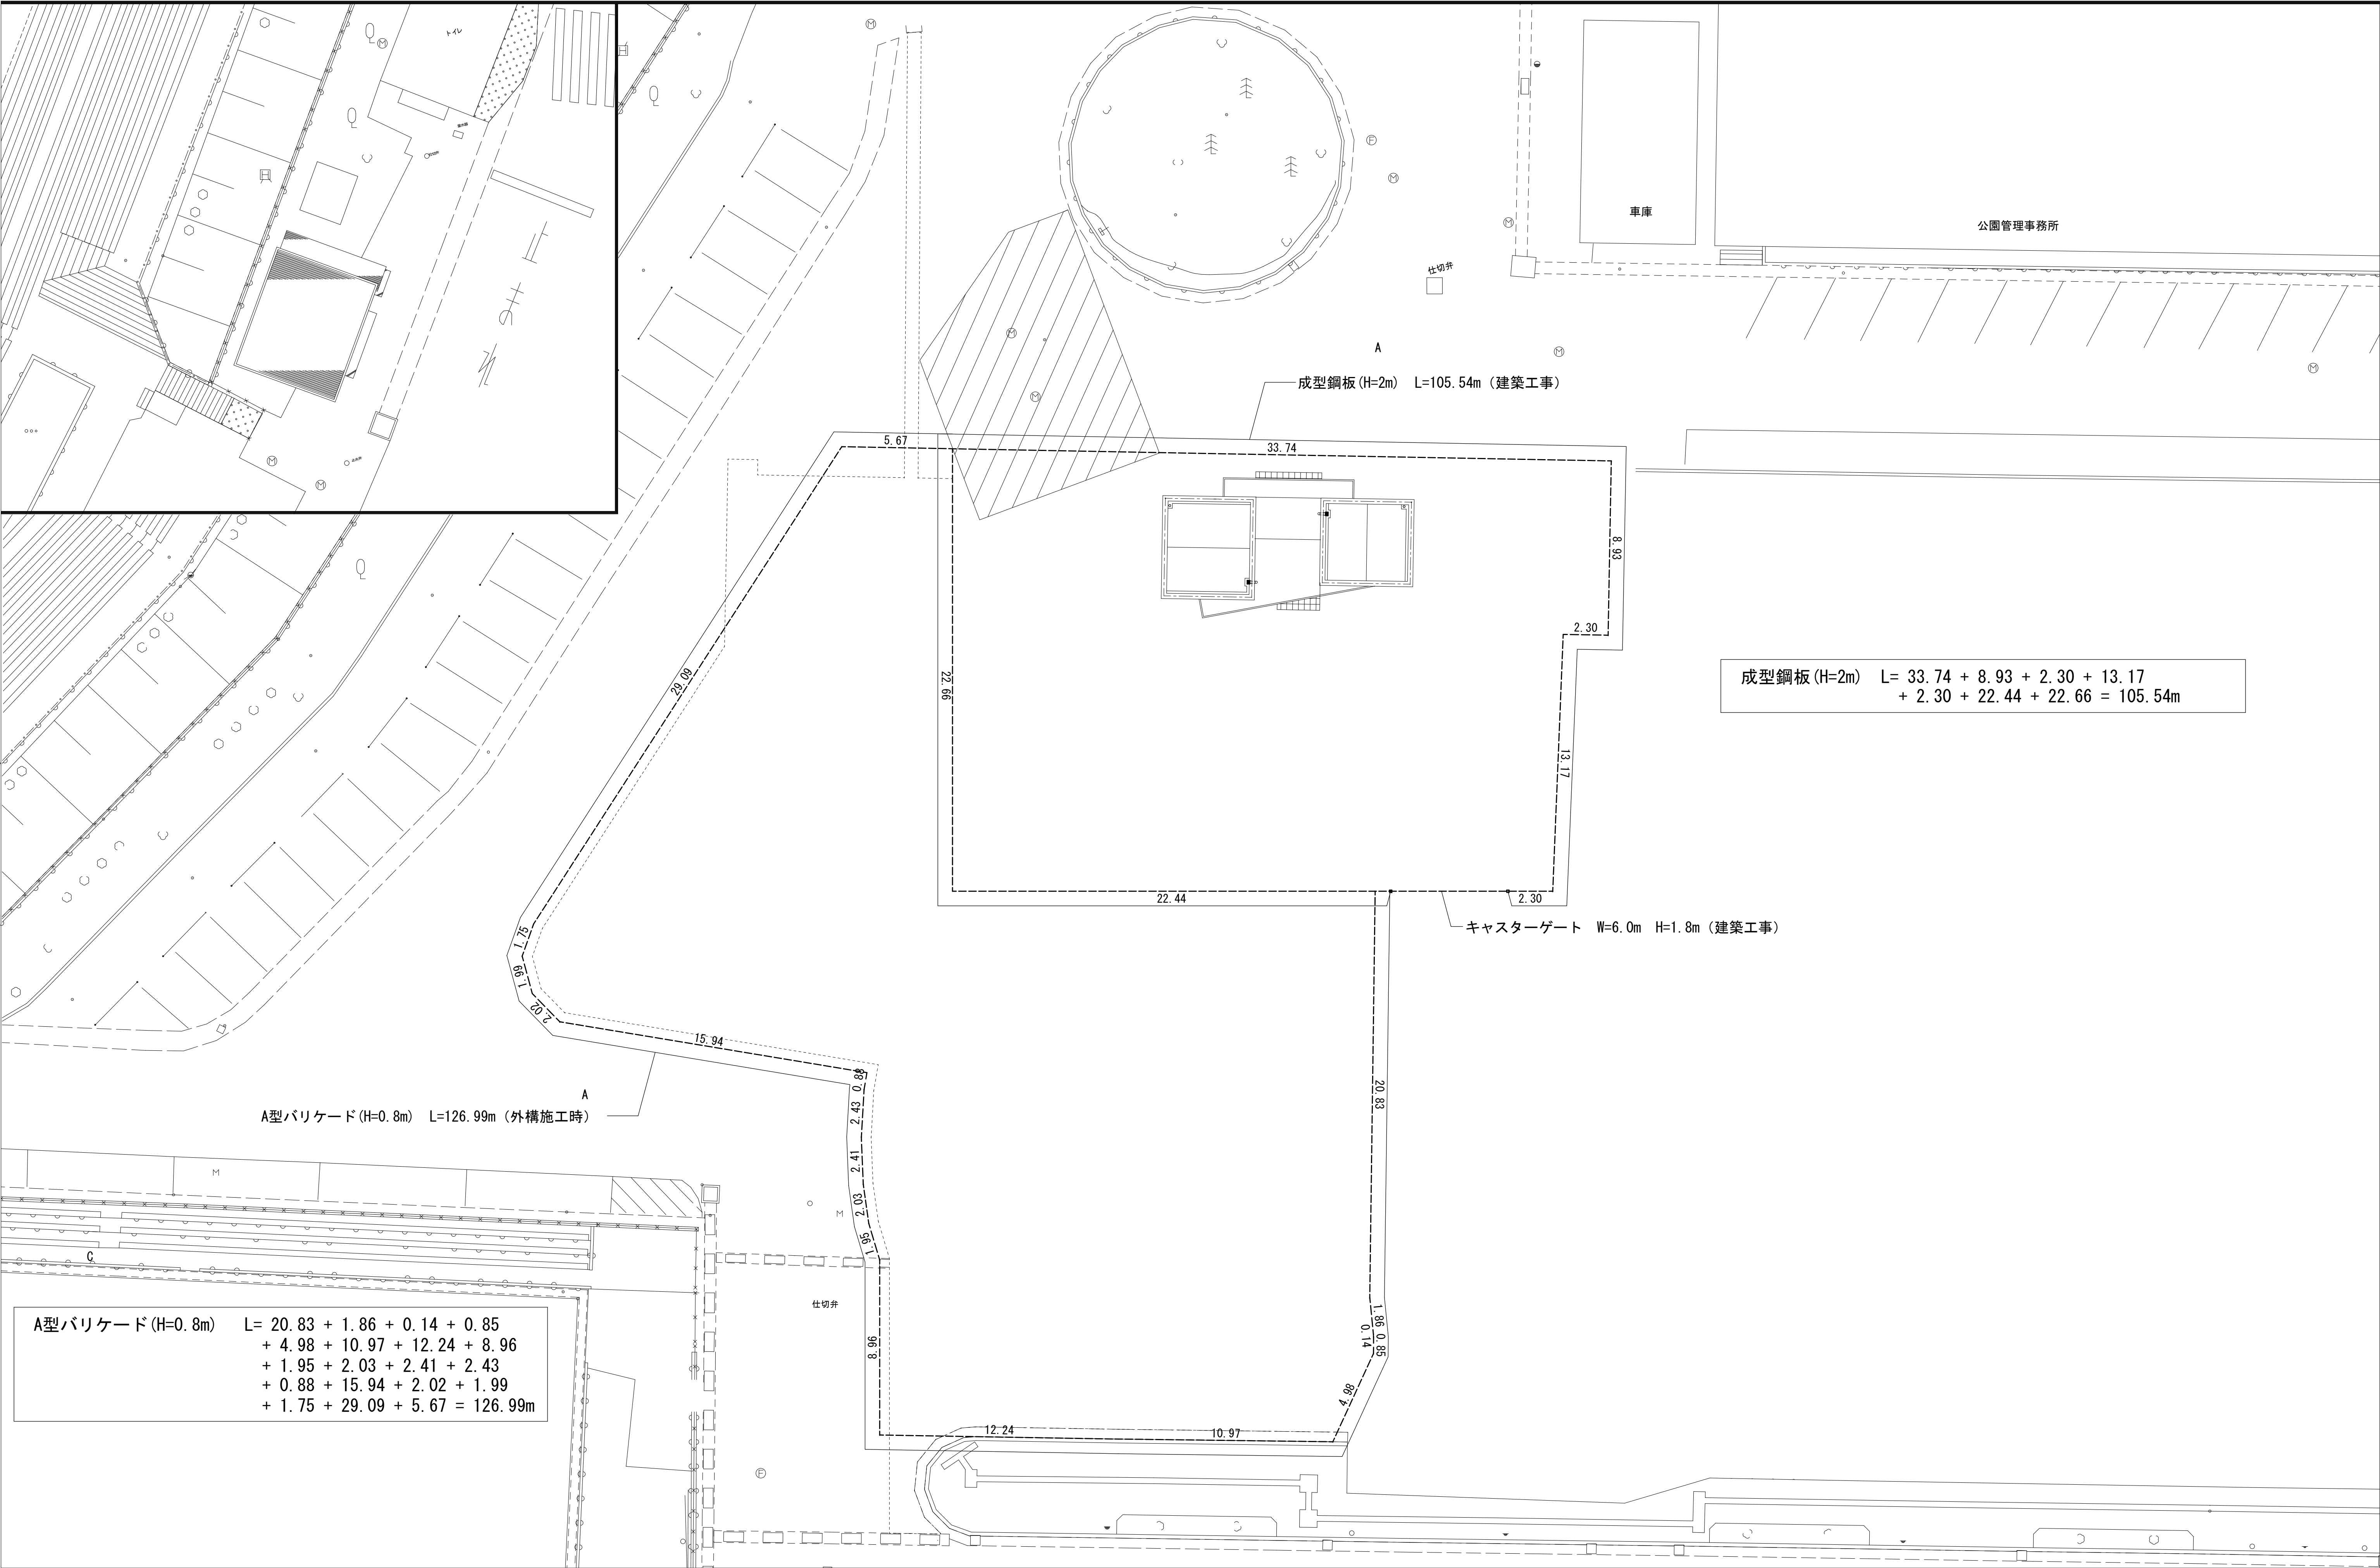 トイレ
車庫
公園管理事務所
仕切弁
A
成型鋼板(H=2m) L=105.54m (建築工事)
5.67
33.74
8.93
2.30
29.09
22.66
成型鋼板(H=2m) L= 33.74 + 8.93 + 2.30 + 13.17
+ 2.30 + 22.44 + 22.66 = 105.54m
13.17
22.44
2.30
キャスターゲート W=6.0m H=1.8m (建築工事)
1.75
1.99
2.02
15.94
0.88
A
A型バリケード(H=0.8m) L=126.99m (外構施工時)
2.43
20.83
2.41
2.03
1.95
C
仕切弁
A型バリケード(H=0.8m) L= 20.83 + 1.86 + 0.14 + 0.85
+ 4.98 + 10.97 + 12.24 + 8.96
+ 1.95 + 2.03 + 2.41 + 2.43
+ 0.88 + 15.94 + 2.02 + 1.99
+ 1.75 + 29.09 + 5.67 = 126.99m
8.96
1.86
0.85
0.14
4.98
12.24
10.97